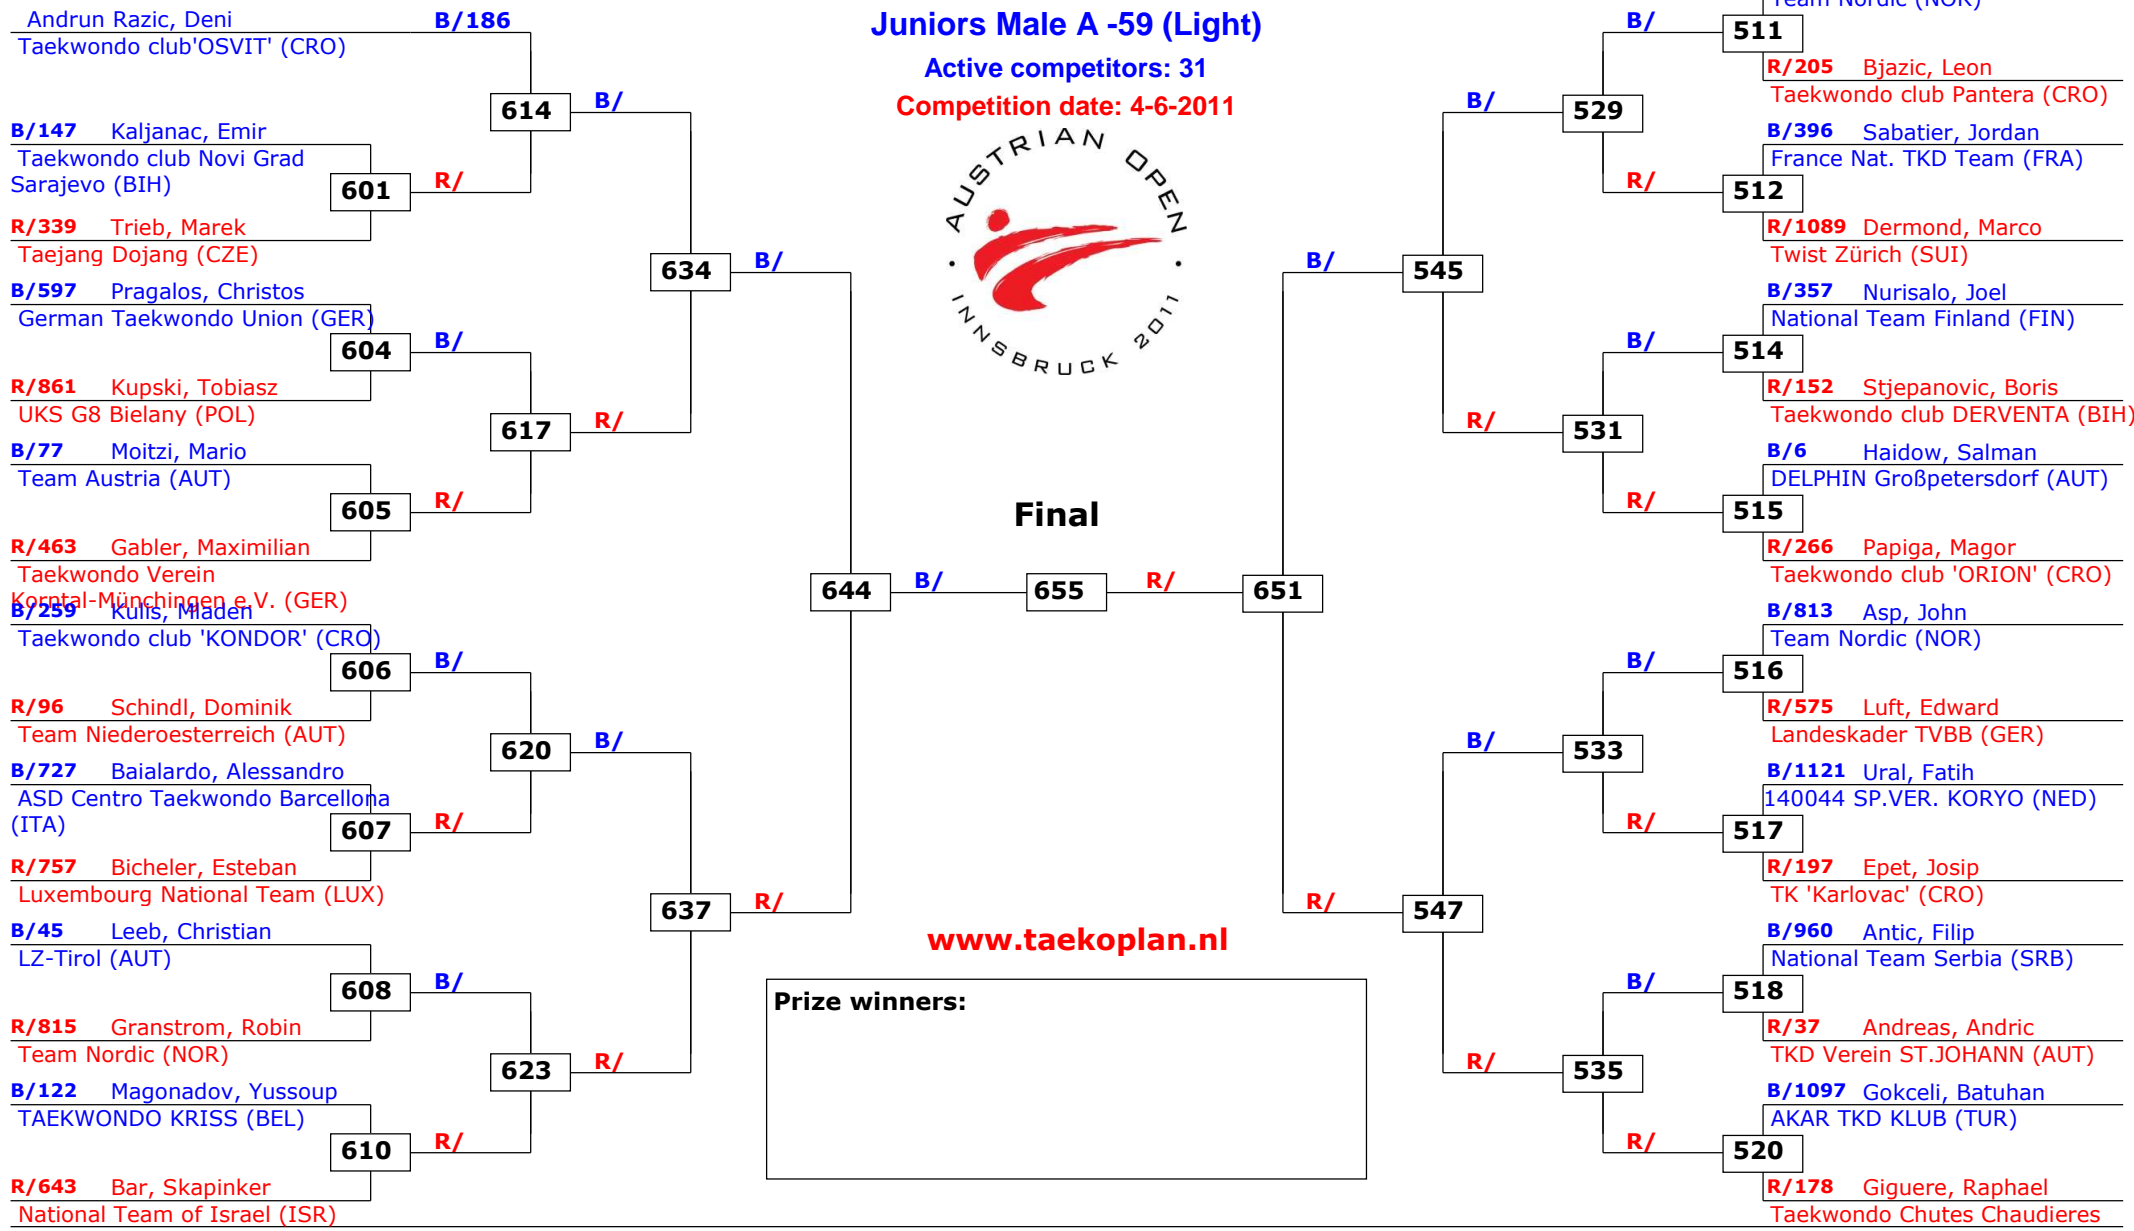 Andrun Razic, Deni B/186
Taekwondo club'OSVIT' (CRO)
614 B/
B/147 Kaljanac, Emir
Taekwondo club Novi Grad
Sarajevo (BIH)
601 R/
R/339 Trieb, Marek
Taejang Dojang (CZE)
634 B/
B/597 Pragalos, Christos
German Taekwondo Union (GER)
604 B/
R/861 Kupski, Tobiasz
UKS G8 Bielany (POL)
617 R/
B/77 Moitzi, Mario
Team Austria (AUT)
605 R/
R/463 Gabler, Maximilian
Taekwondo Verein
Korntal-Münchingen e.V. (GER)
644 B/
B/259 Kulis, Mladen
Taekwondo club 'KONDOR' (CRO)
606 B/
R/96 Schindl, Dominik
Team Niederoesterreich (AUT)
620 B/
B/727 Baialardo, Alessandro
ASD Centro Taekwondo Barcellona
(ITA)
607 R/
R/757 Bicheler, Esteban
Luxembourg National Team (LUX)
637 R/
B/45 Leeb, Christian
LZ-Tirol (AUT)
608 B/
R/815 Granstrom, Robin
Team Nordic (NOR)
623 R/
B/122 Magonadov, Yussoup
TAEKWONDO KRISS (BEL)
610 R/
R/643 Bar, Skapinker
National Team of Israel (ISR)
Juniors Male A -59 (Light)
Active competitors: 31
Competition date: 4-6-2011
AUSTRIAN OPEN
INNSBRUCK 2011
Final
655
www.taekoplan.nl
Prize winners:
Team Nordic (NOR)
B/ 511
R/205 Bjazic, Leon
Taekwondo club Pantera (CRO)
B/ 529
B/396 Sabatier, Jordan
France Nat. TKD Team (FRA)
R/ 512
R/1089 Dermond, Marco
Twist Zürich (SUI)
B/ 545
B/357 Nurisalo, Joel
National Team Finland (FIN)
B/ 514
R/152 Stjepanovic, Boris
Taekwondo club DERVENTA (BIH)
R/ 531
B/6 Haidow, Salman
DELPHIN Großpetersdorf (AUT)
R/ 515
R/266 Papiga, Magor
Taekwondo club 'ORION' (CRO)
R/ 651
B/813 Asp, John
Team Nordic (NOR)
B/ 516
R/575 Luft, Edward
Landeskader TVBB (GER)
B/ 533
B/1121 Ural, Fatih
140044 SP.VER. KORYO (NED)
R/ 517
R/197 Epet, Josip
TK 'Karlovac' (CRO)
R/ 547
B/960 Antic, Filip
National Team Serbia (SRB)
B/ 518
R/37 Andreas, Andric
TKD Verein ST.JOHANN (AUT)
R/ 535
B/1097 Gokceli, Batuhan
AKAR TKD KLUB (TUR)
R/ 520
R/178 Giguere, Raphael
Taekwondo Chutes Chaudieres